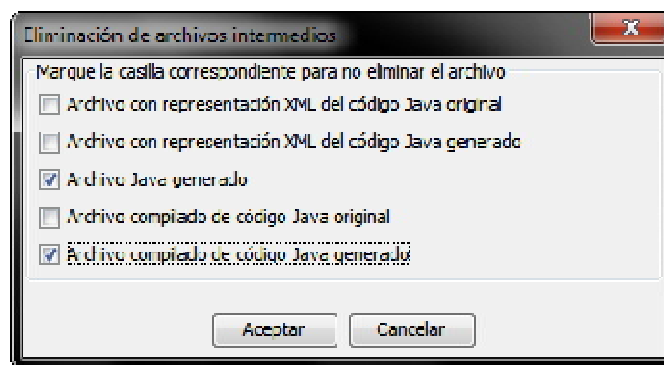 Eliminación de archivos intermedios
Marque la casilla correspondiente para no eliminar el archivo
Archivo con representación XML del código Java original
Archivo con representación XML del código Java generado
Archivo Java generado
Archivo compilado de código Java original
Archivo compilado de código Java generado
Aceptar
Cancelar